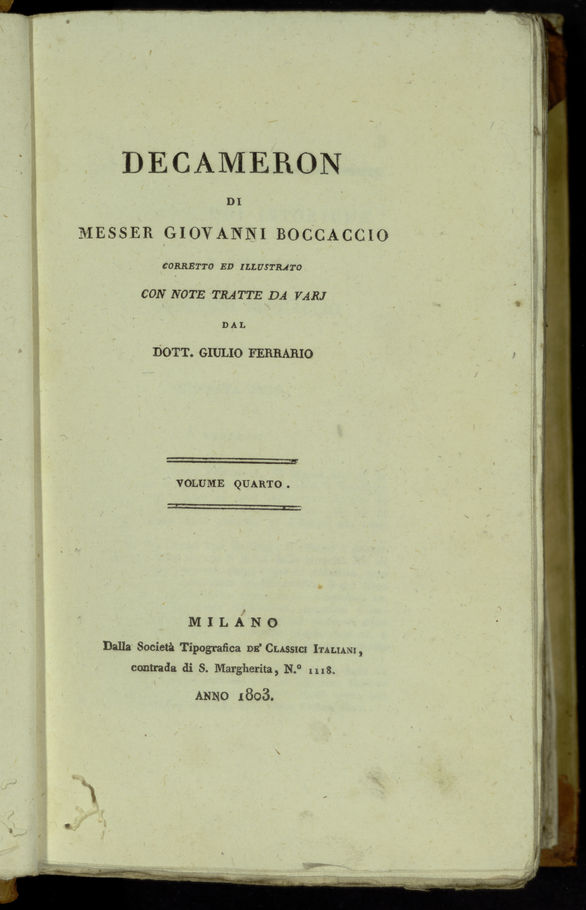 DECAMERON
DI
MESSER GIOVANNI BOCCACCIO
CORRETTO ED ILLUSTRATO
CON NOTE TRATTE DA VARJ
DAL
DOTT. GIULIO FERRARIO
VOLUME QUARTO.
MILANO
Dalla Società Tipografica DE' CLASSICI ITALIANI,
contrada di S. Margherita, N.º 1118.
ANNO 1803.